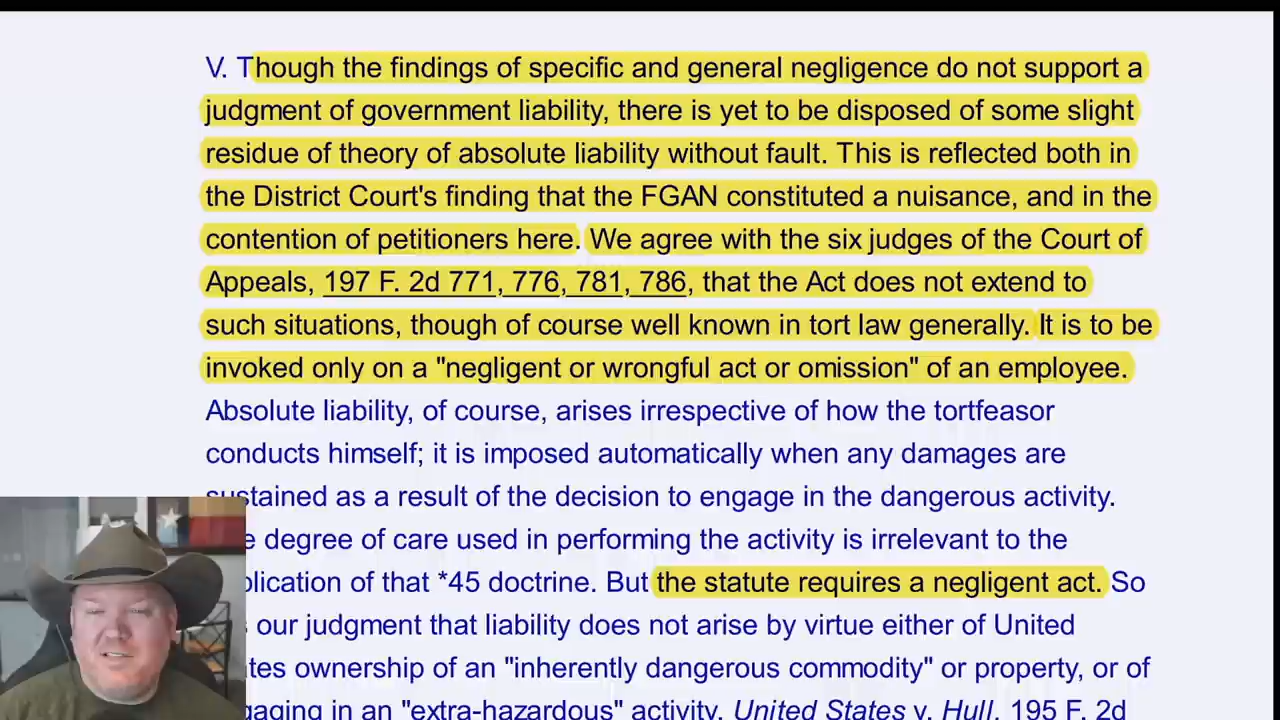 V. Though the findings of specific and general negligence do not support a
judgment of government liability, there is yet to be disposed of some slight
residue of theory of absolute liability without fault. This is reflected both in
the District Court's finding that the FGAN constituted a nuisance, and in the
contention of petitioners here. We agree with the six judges of the Court of
Appeals, 197 F. 2d 771, 776, 781, 786, that the Act does not extend to
such situations, though of course well known in tort law generally. It is to be
invoked only on a "negligent or wrongful act or omission" of an employee.
Absolute liability, of course, arises irrespective of how the tortfeasor
conducts himself; it is imposed automatically when any damages are
sustained as a result of the decision to engage in the dangerous activity.
degree of care used in performing the activity is irrelevant to the
of that *45 doctrine. But the statute requires a negligent act. So
our judgment that liability does not arise by virtue either of United
ownership of an "inherently dangerous commodity" or property, or of
in an "extra-hazardous" activity. United States v. Hull, 195 F. 2d